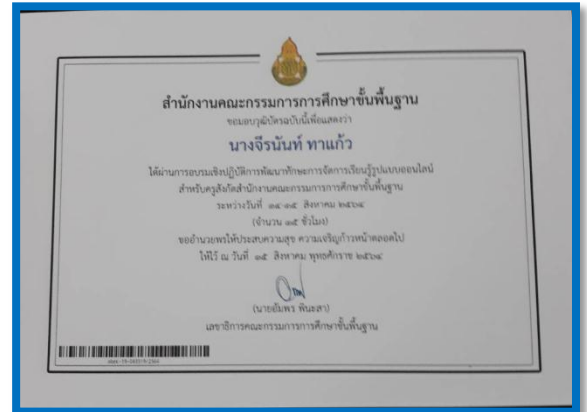 สำนักงานคณะกรรมการการศึกษาขั้นพื้นฐาน
ขอมอบวุฒิบัตรฉบับนี้เพื่อแสดงว่า
นางจีรนันท์ ทาแก้ว
ได้ผ่านการอบรมเชิงปฏิบัติการพัฒนาทักษะการจัดการเรียนรู้รูปแบบออนไลน์
สำหรับครูสังกัดสำนักงานคณะกรรมการการศึกษาขั้นพื้นฐาน
ระหว่างวันที่ ๑๔-๑๕ สิงหาคม ๒๕๖๔
(จำนวน ๑๕ ชั่วโมง)
ขออำนวยพรให้ประสบความสุข ความเจริญก้าวหน้าตลอดไป
ให้ไว้ ณ วันที่ ๑๕ สิงหาคม พุทธศักราช ๒๕๖๔
(นายอัมพร พินะสา)
เลขาธิการคณะกรรมการการศึกษาขั้นพื้นฐาน